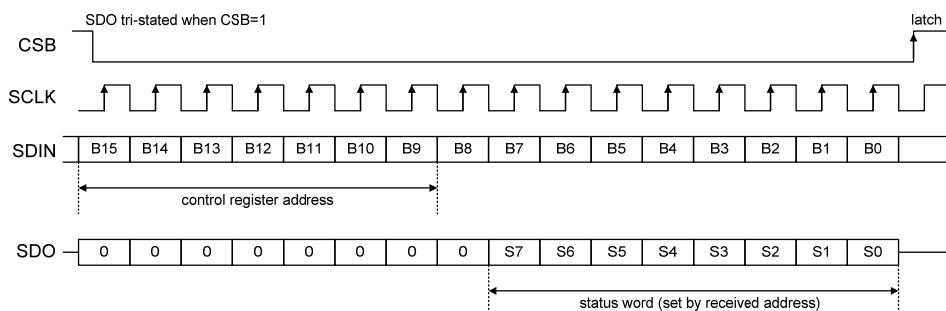 SDO tri-stated when CSB=1
latch
CSB
SCLK
SDIN B15 B14 B13 B12 B11 B10 B9 B8 B7 B6 B5 B4 B3 B2 B1 B0
control register address
SDO 0 0 0 0 0 0 0 0 S7 S6 S5 S4 S3 S2 S1 S0
status word (set by received address)